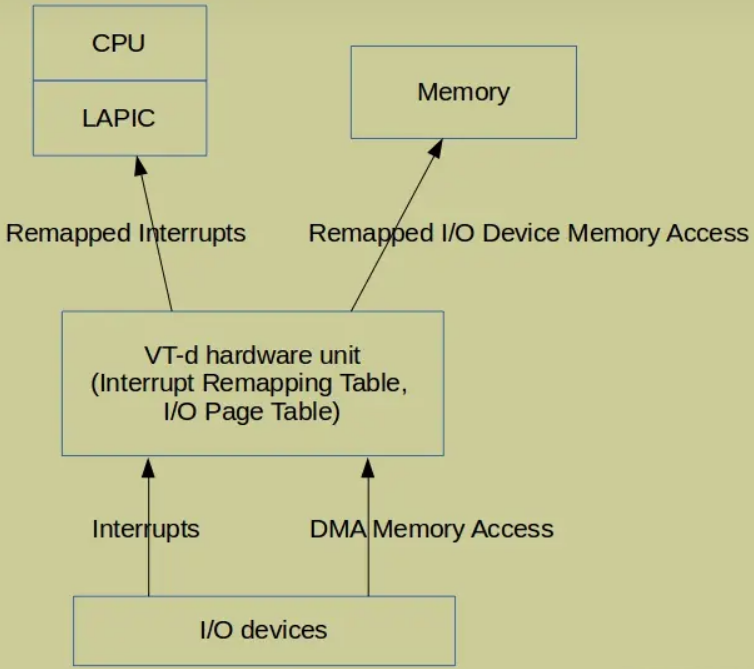 CPU
LAPIC
Memory
Remapped Interrupts
Remapped I/O Device Memory Access
VT-d hardware unit
(Interrupt Remapping Table,
I/O Page Table)
Interrupts
DMA Memory Access
I/O devices